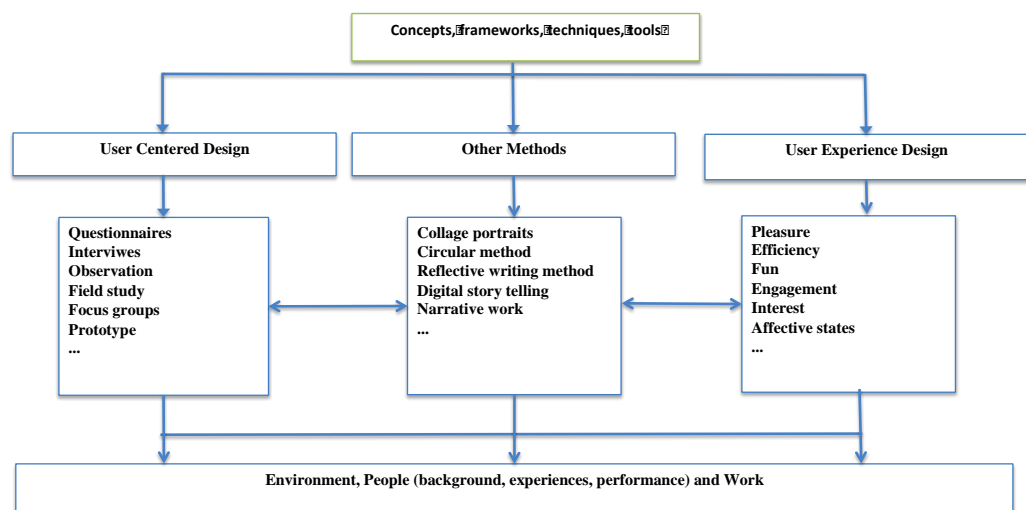 Concepts, frameworks, techniques, tools
User Centered Design
Other Methods
User Experience Design
Questionnaires
Interviwes
Observation
Field study
Focus groups
Prototype
...
Collage portraits
Circular method
Reflective writing method
Digital story telling
Narrative work
...
Pleasure
Efficiency
Fun
Engagement
Interest
Affective states
...
Environment, People (background, experiences, performance) and Work